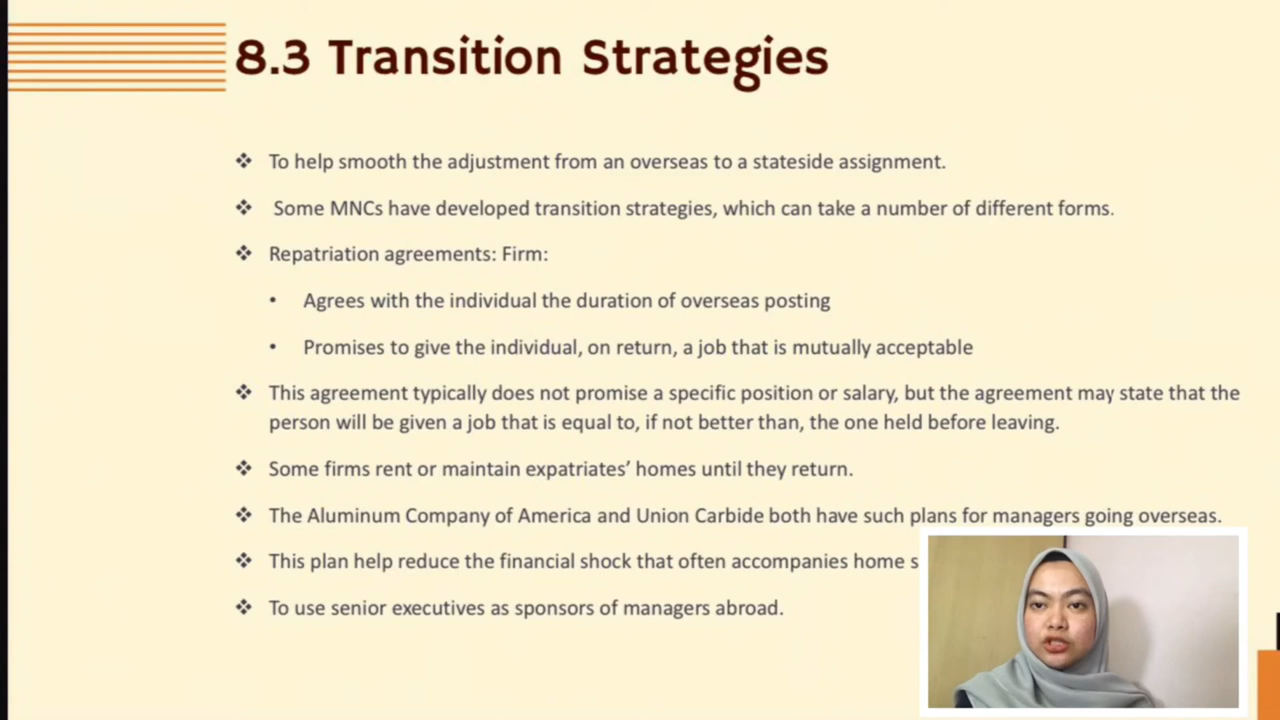 8.3 Transition Strategies
To help smooth the adjustment from an overseas to a stateside assignment.
Some MNCs have developed transition strategies, which can take a number of different forms.
Repatriation agreements: Firm:
Agrees with the individual the duration of overseas posting
Promises to give the individual, on return, a job that is mutually acceptable
This agreement typically does not promise a specific position or salary, but the agreement may state that the
person will be given a job that is equal to, if not better than, the one held before leaving.
Some firms rent or maintain expatriates’ homes until they return.
The Aluminum Company of America and Union Carbide both have such plans for managers going overseas.
This plan help reduce the financial shock that often accompanies home
To use senior executives as sponsors of managers abroad.